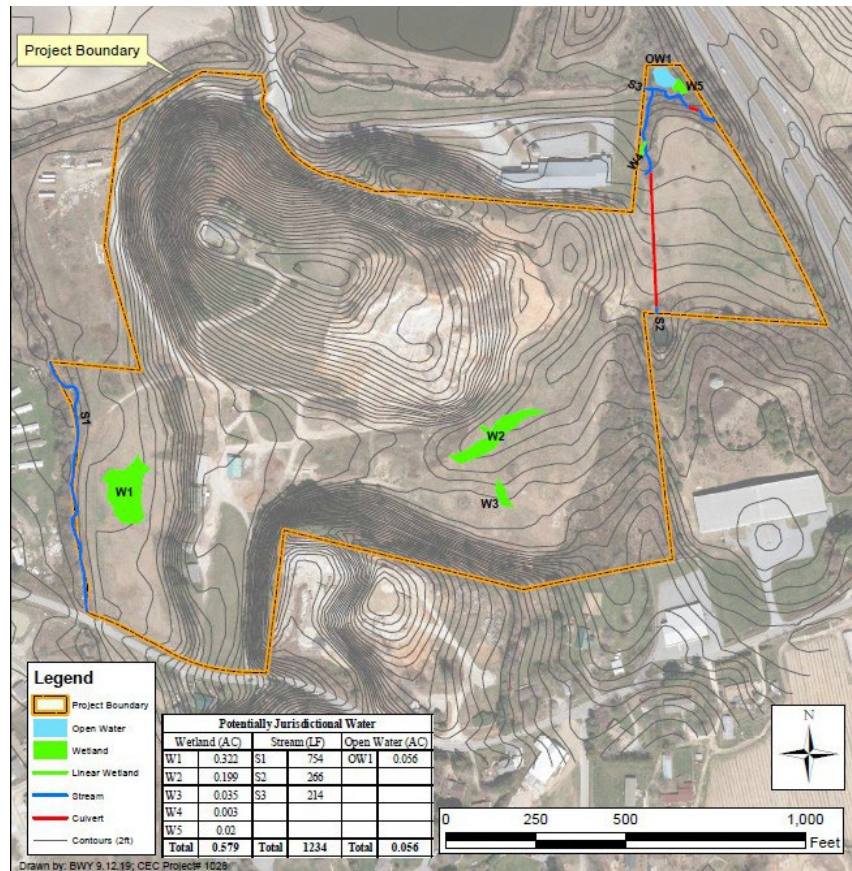 Project Boundary
OW1
S3
W5
W4
S2
S1
W2
W1
W3
Legend
Project Boundary
Open Water
Wetland
Linear Wetland
Stream
Culvert
Contours (2ft)
Potentially Jurisdictional Water
Wetland (AC) Stream (LF) Open Water (AC)
W1 0.322 S1 754 OW1 0.056
W2 0.199 S2 266
W3 0.035 S3 214
W4 0.003
W5 0.02
Total 0.579 Total 1234 Total 0.056
N
0 250 500 1,000
Feet
Drawn by: BWY 9.12.19; CEC Project# 1028